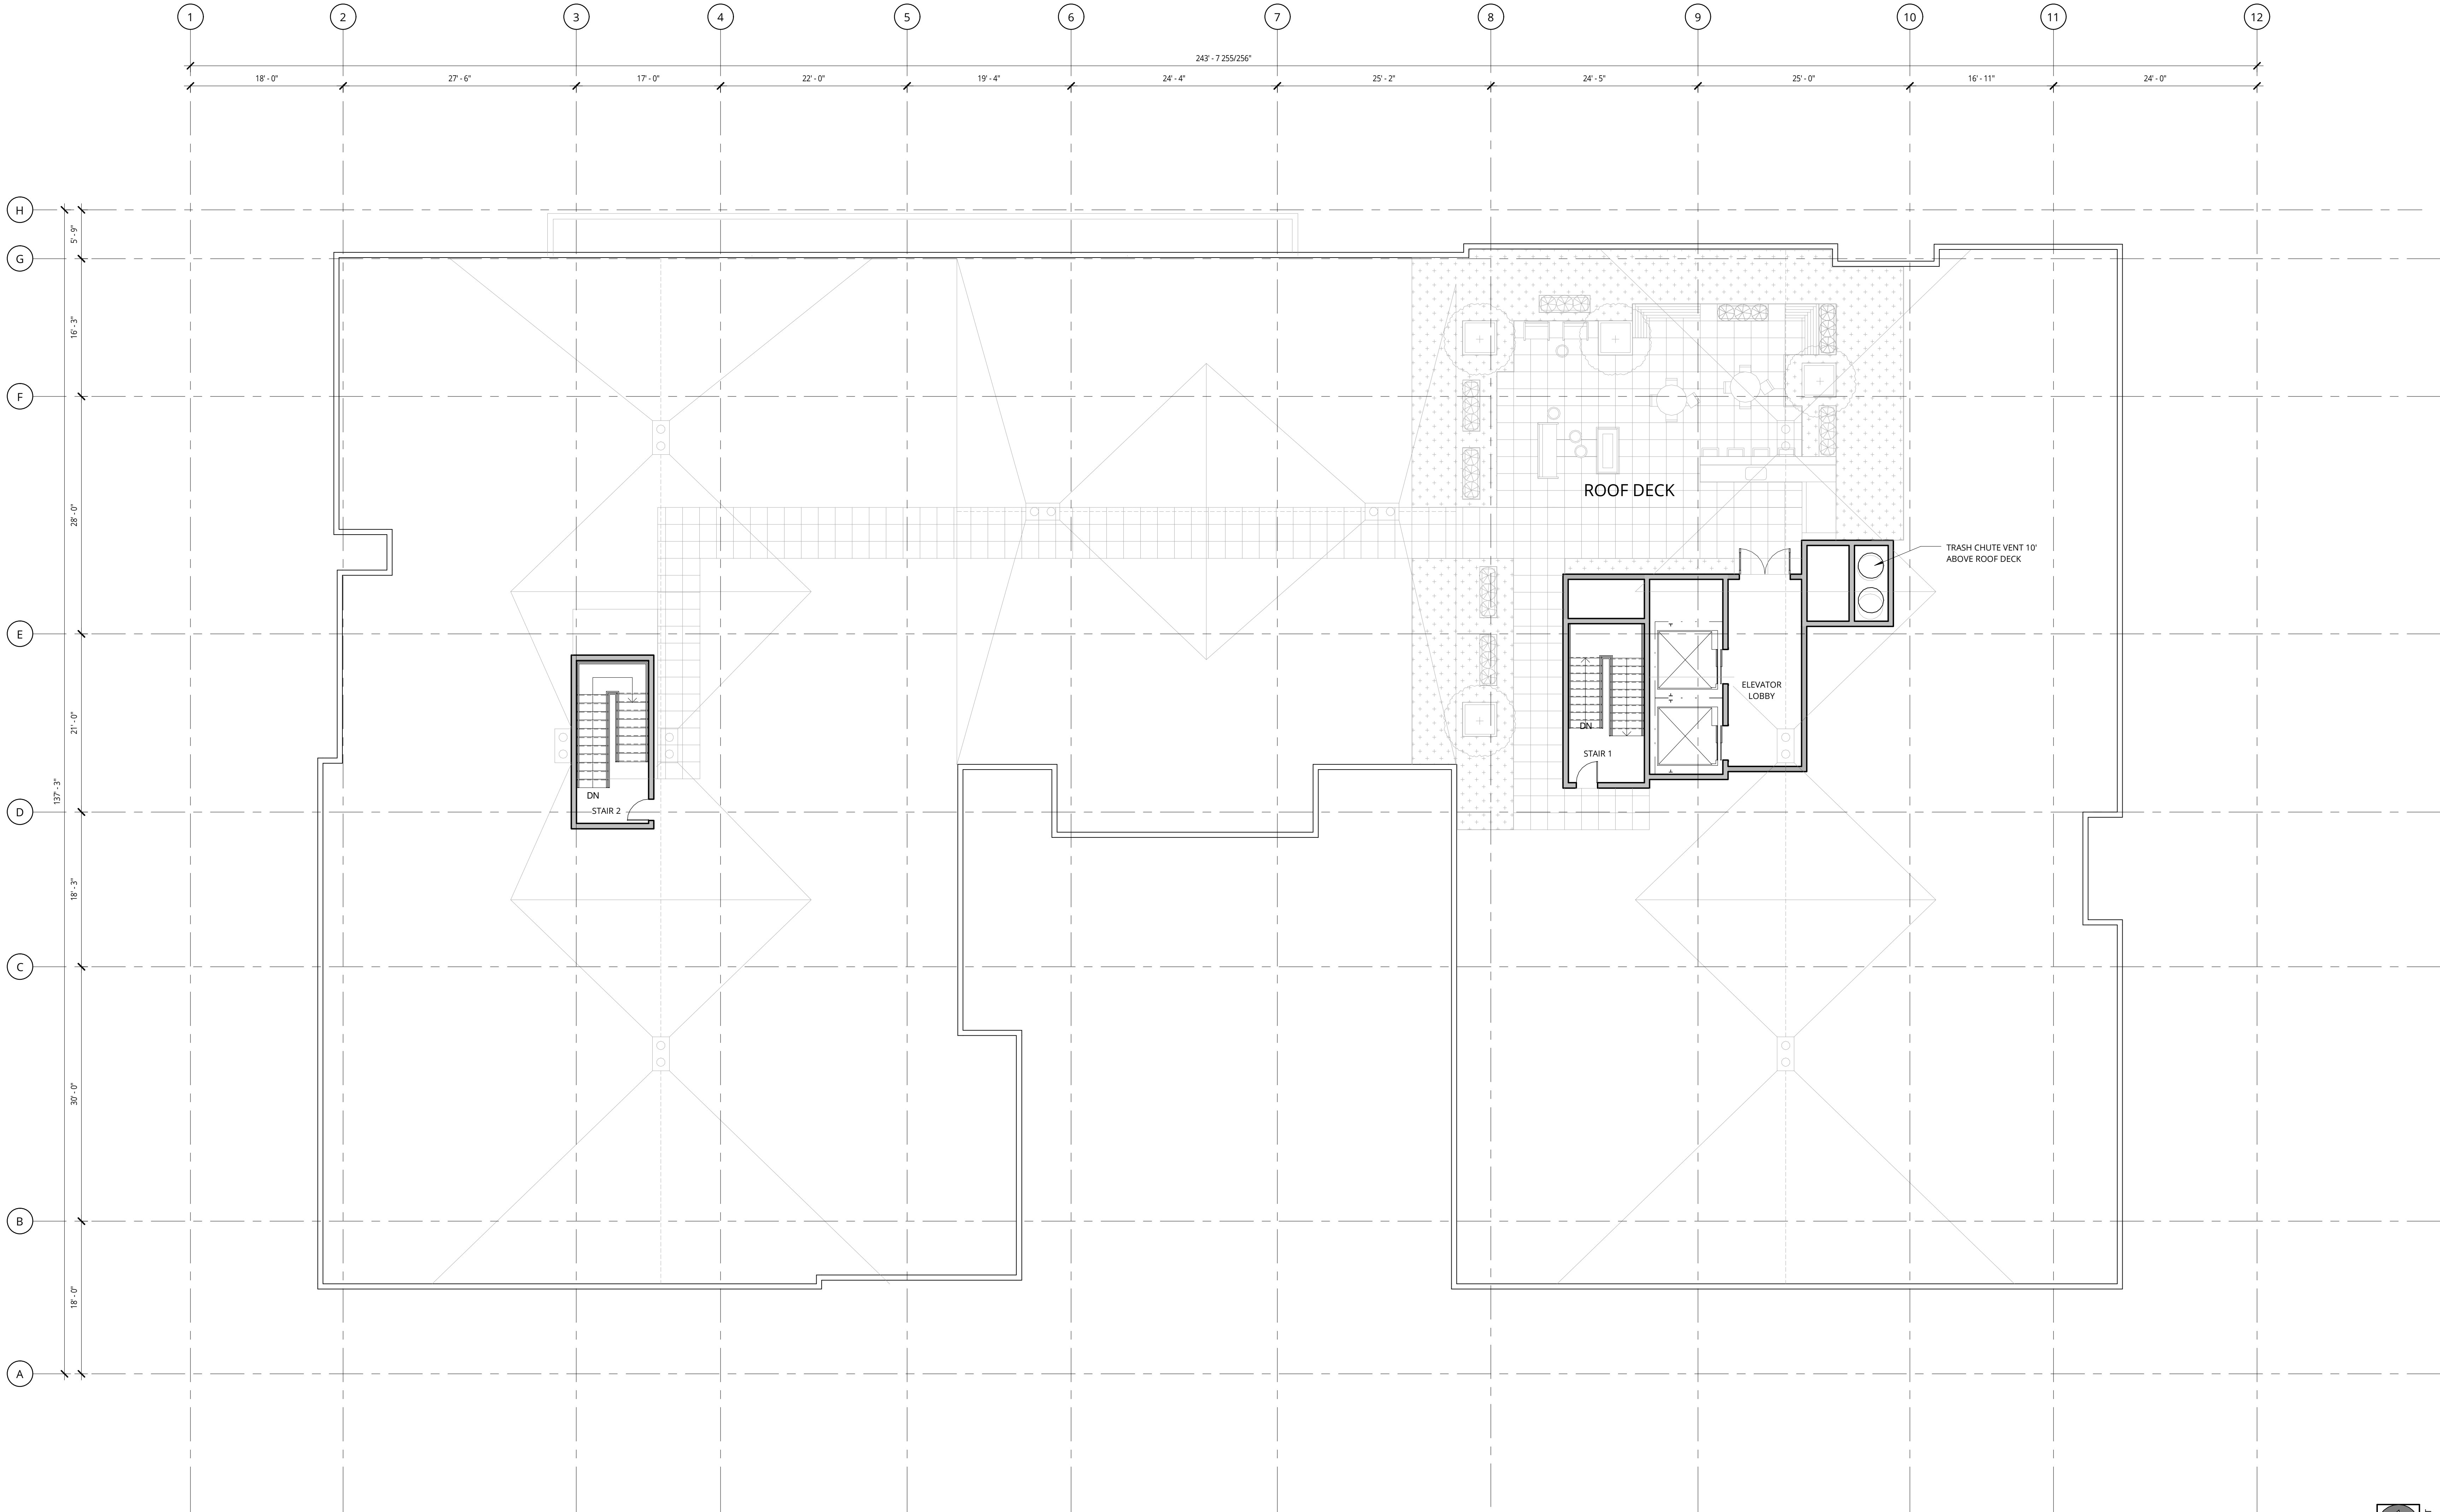 1 2 3 4 5 6 7 8 9 10 11 12
243' - 7 255/256"
18' - 0" 27' - 6" 17' - 0" 22' - 0" 19' - 4" 24' - 4" 25' - 2" 24' - 5" 25' - 0" 16' - 11" 24' - 0"
H
5' - 9"
G
16' - 3"
F
28' - 0"
ROOF DECK
TRASH CHUTE VENT 10'
ABOVE ROOF DECK
E
ELEVATOR
LOBBY
21' - 0"
DN
STAIR 1
137' - 3"
DN
STAIR 2
D
18' - 3"
C
30' - 0"
B
18' - 0"
A